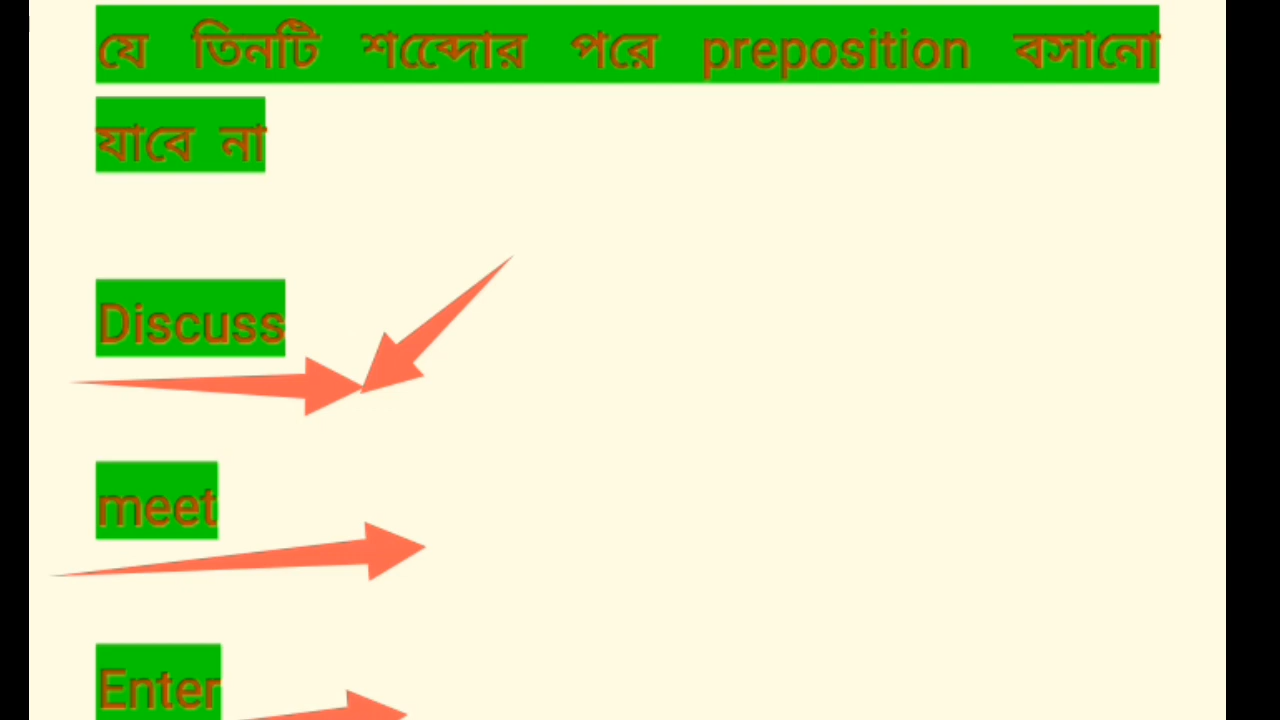 যে তিনটি শব্দোের পরে preposition বসানো
যাবে না
Discuss
meet
Enter